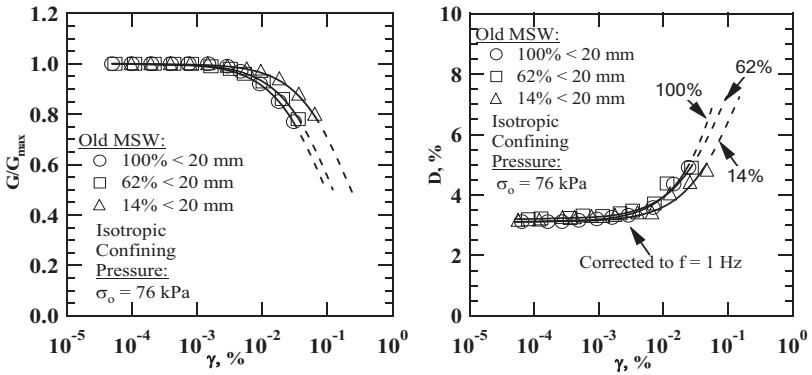 1.2
1.0
0.8
0.6
0.4
0.2
0.0
G/Gmax
Old MSW:
100% < 20 mm
62% < 20 mm
14% < 20 mm
Isotropic
Confining
Pressure:
σo = 76 kPa
10-5 10-4 10-3 10-2 10-1 100
γ, %
10
8
6
4
2
0
D, %
Old MSW:
100% < 20 mm
62% < 20 mm
14% < 20 mm
Isotropic
Confining
Pressure:
σo = 76 kPa
100%
62%
14%
Corrected to f = 1 Hz
10-5 10-4 10-3 10-2 10-1 100
γ, %